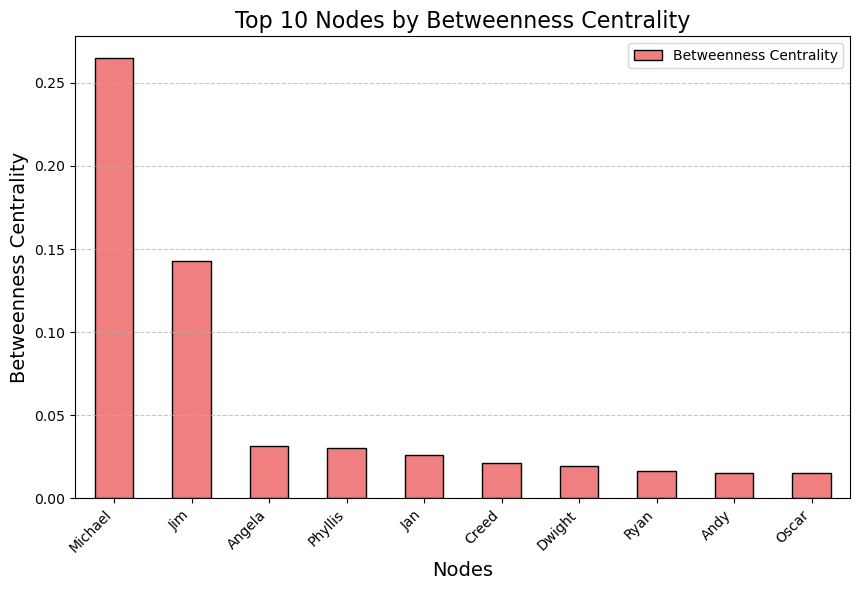 Top 10 Nodes by Betweenness Centrality
Betweenness Centrality
Betweenness Centrality
0.25
0.20
0.15
0.10
0.05
0.00
Michael
Jim
Angela
Phyllis
Jan
Creed
Dwight
Ryan
Andy
Oscar
Nodes